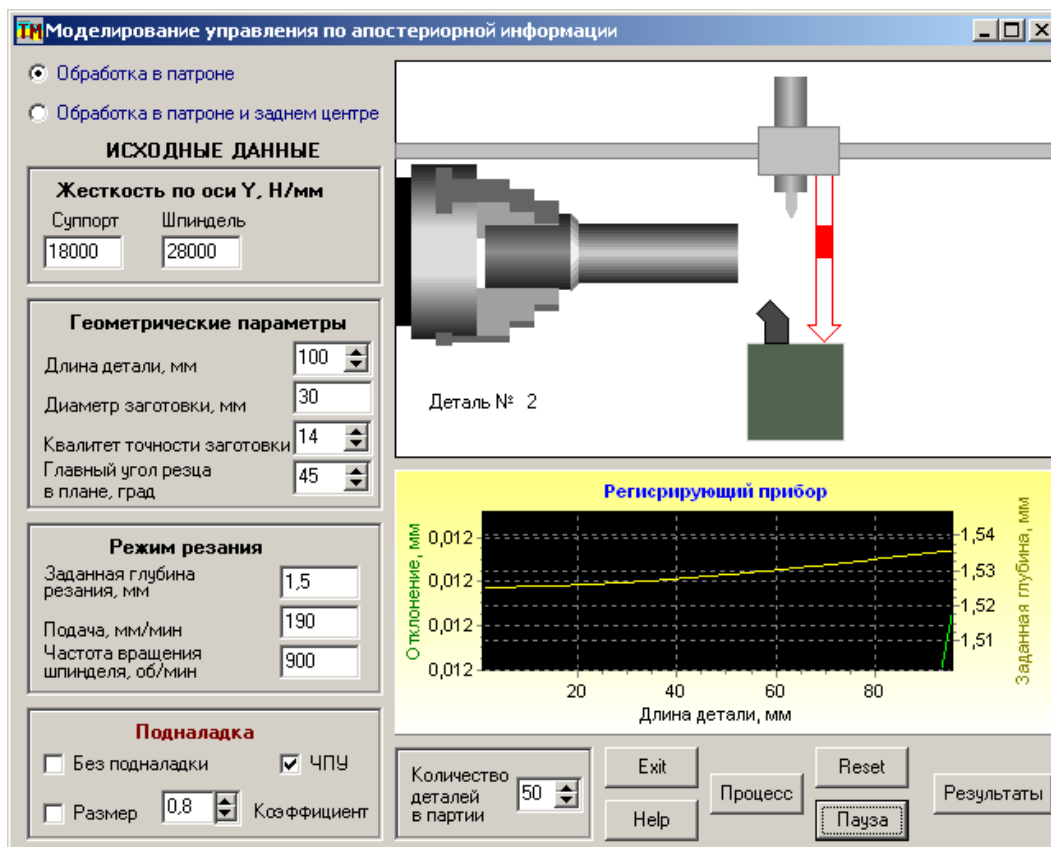 TM Моделирование управления по апостериорной информации
Обработка в патроне
Обработка в патроне и заднем центре
ИСХОДНЫЕ ДАННЫЕ
Жесткость по оси Y, Н/мм
Суппорт Шпиндель
18000 28000
Геометрические параметры
Длина детали, мм 100
Диаметр заготовки, мм 30
Квалитет точности заготовки 14
Главный угол резца
в плане, град 45
Режим резания
Заданная глубина
резания, мм 1,5
Подача, мм/мин 190
Частота вращения
шпинделя, об/мин 900
Подналадка
Без подналадки ЧПУ
Размер 0,8 Коэффициент
Деталь № 2
Регисрирующий прибор
Отклонение, мм
0,012
0,012
0,012
0,012
1,54
1,53
1,52
1,51
Заданная глубина, мм
20 40 60 80
Длина детали, мм
Количество
деталей
в партии
50
Exit
Help
Процесс
Reset
Пауза
Результаты